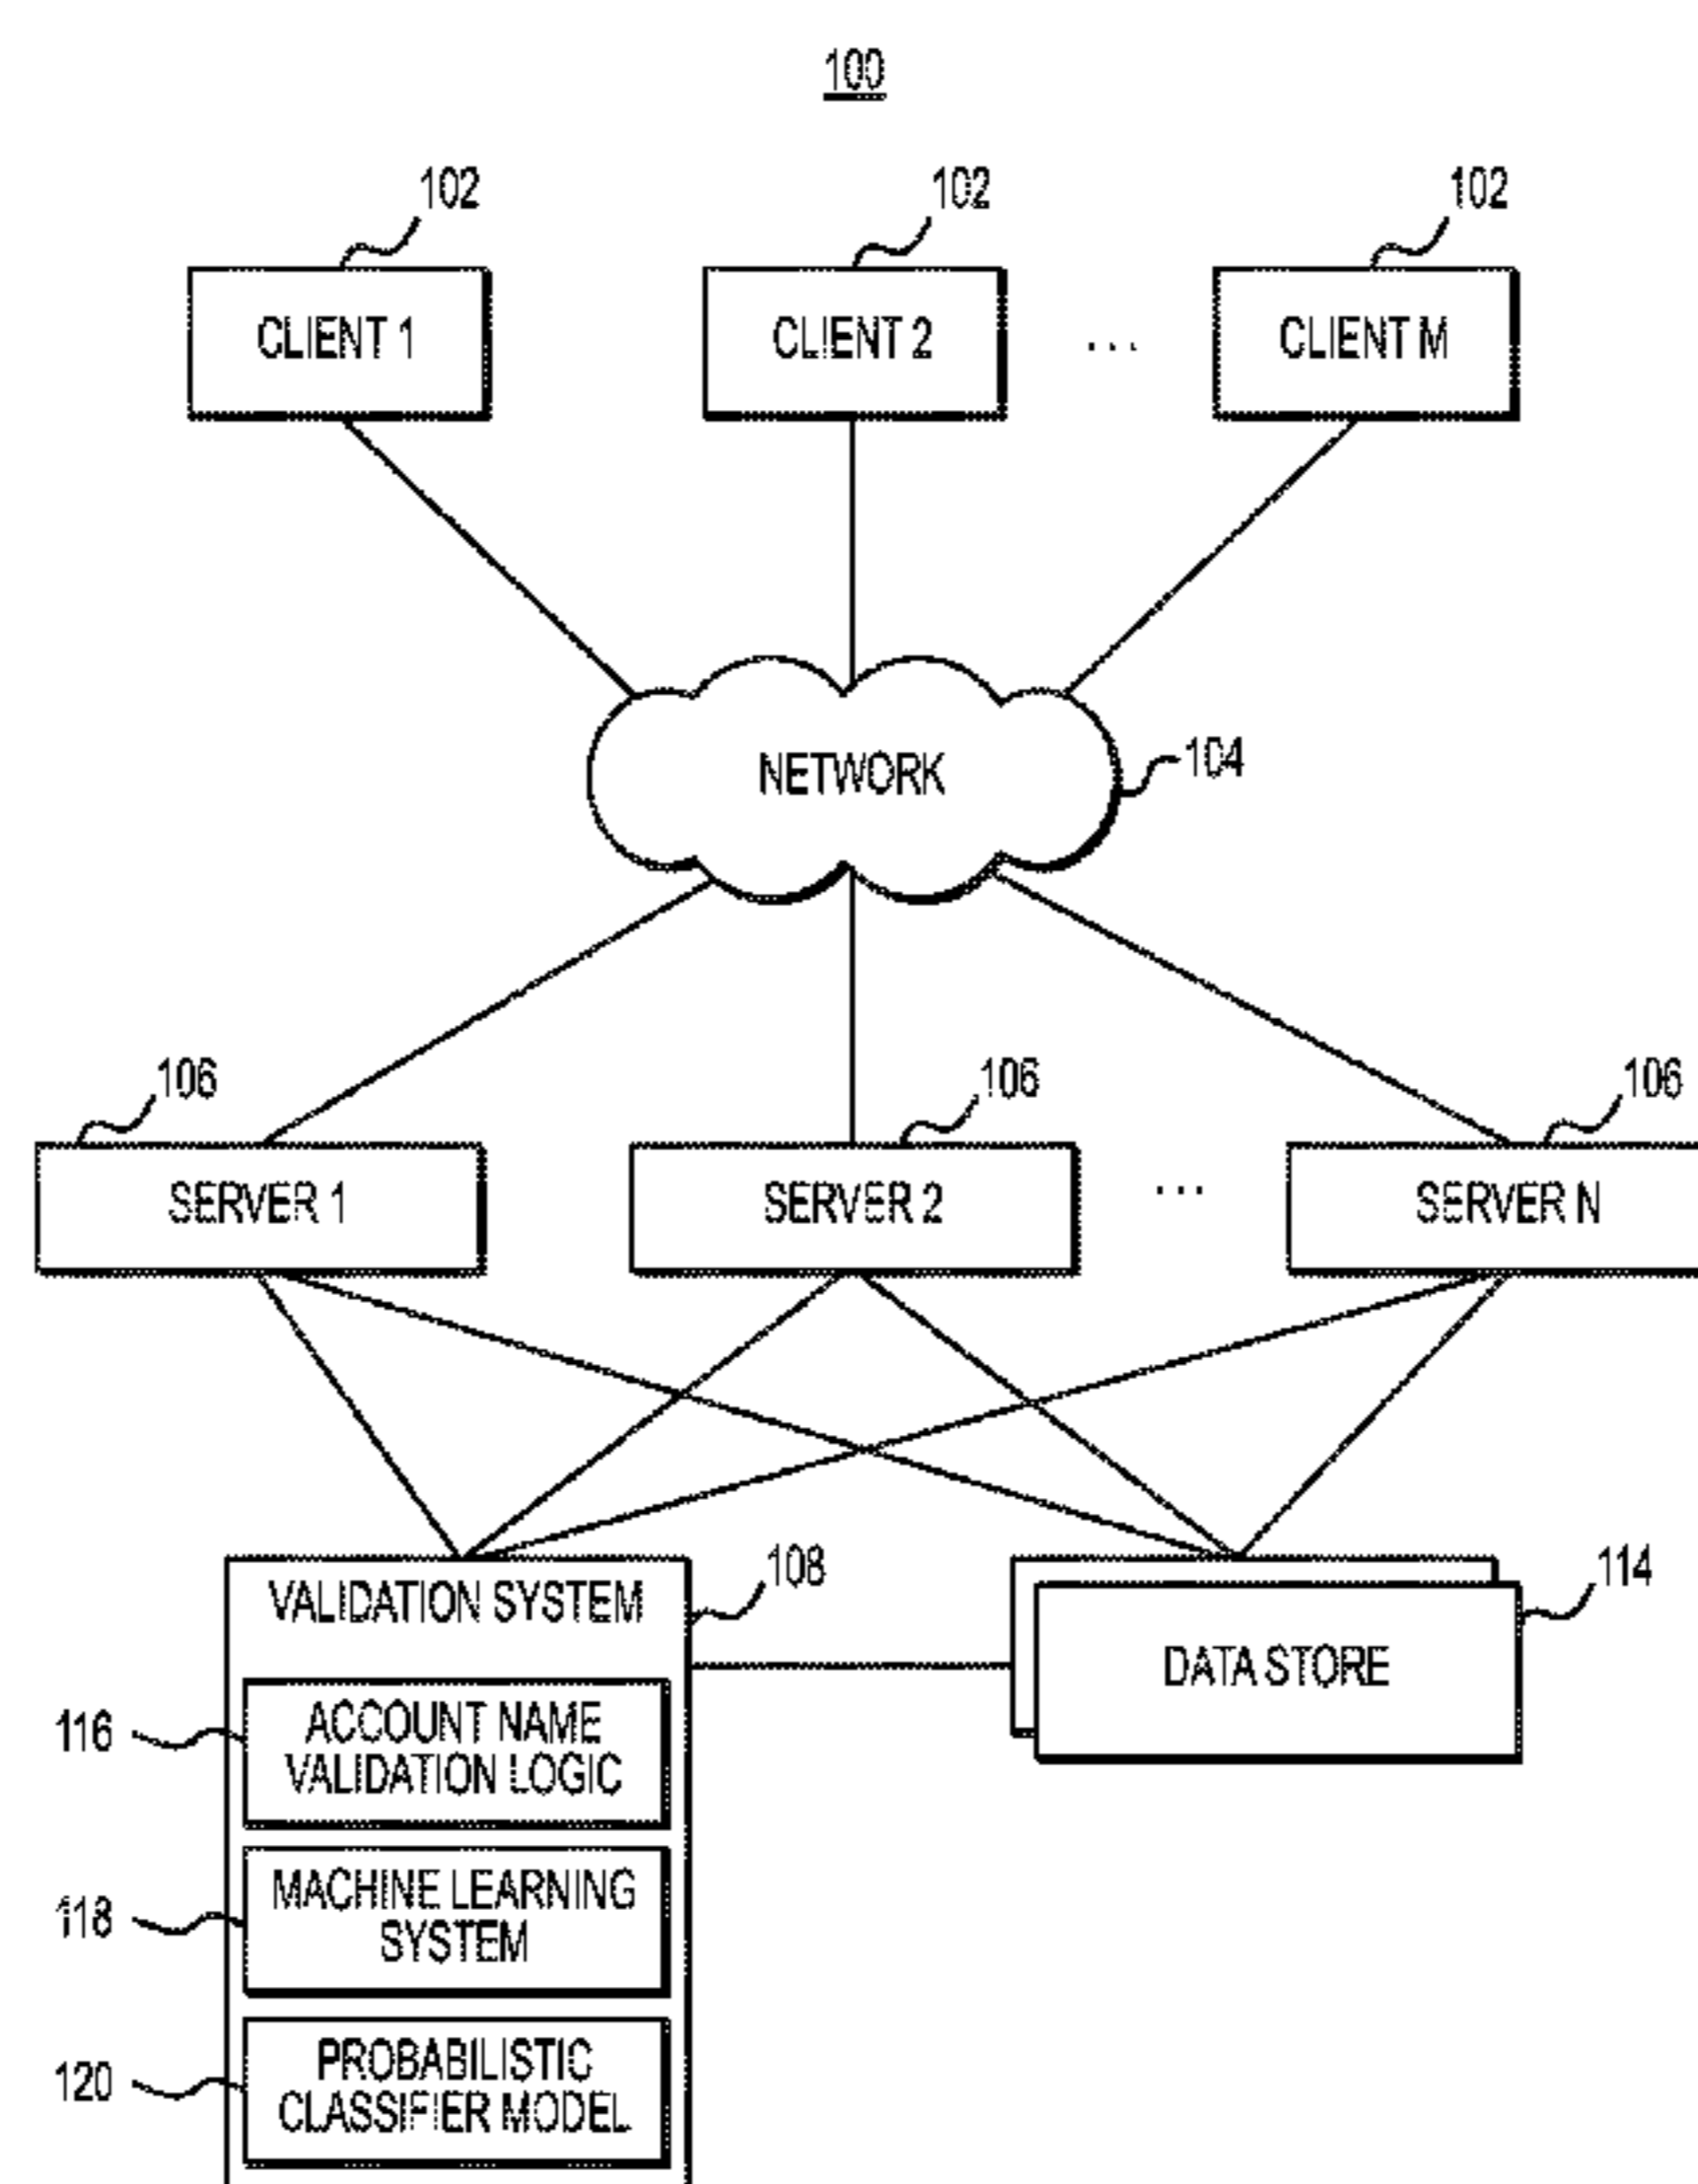 100
102 102 102
CLIENT 1 CLIENT 2 ... CLIENT M
NETWORK 104
106 106 106
SERVER 1 SERVER 2 ... SERVER N
108 114
VALIDATION SYSTEM
DATA STORE
116 ACCOUNT NAME
VALIDATION LOGIC
118 MACHINE LEARNING
SYSTEM
120 PROBABILISTIC
CLASSIFIER MODEL